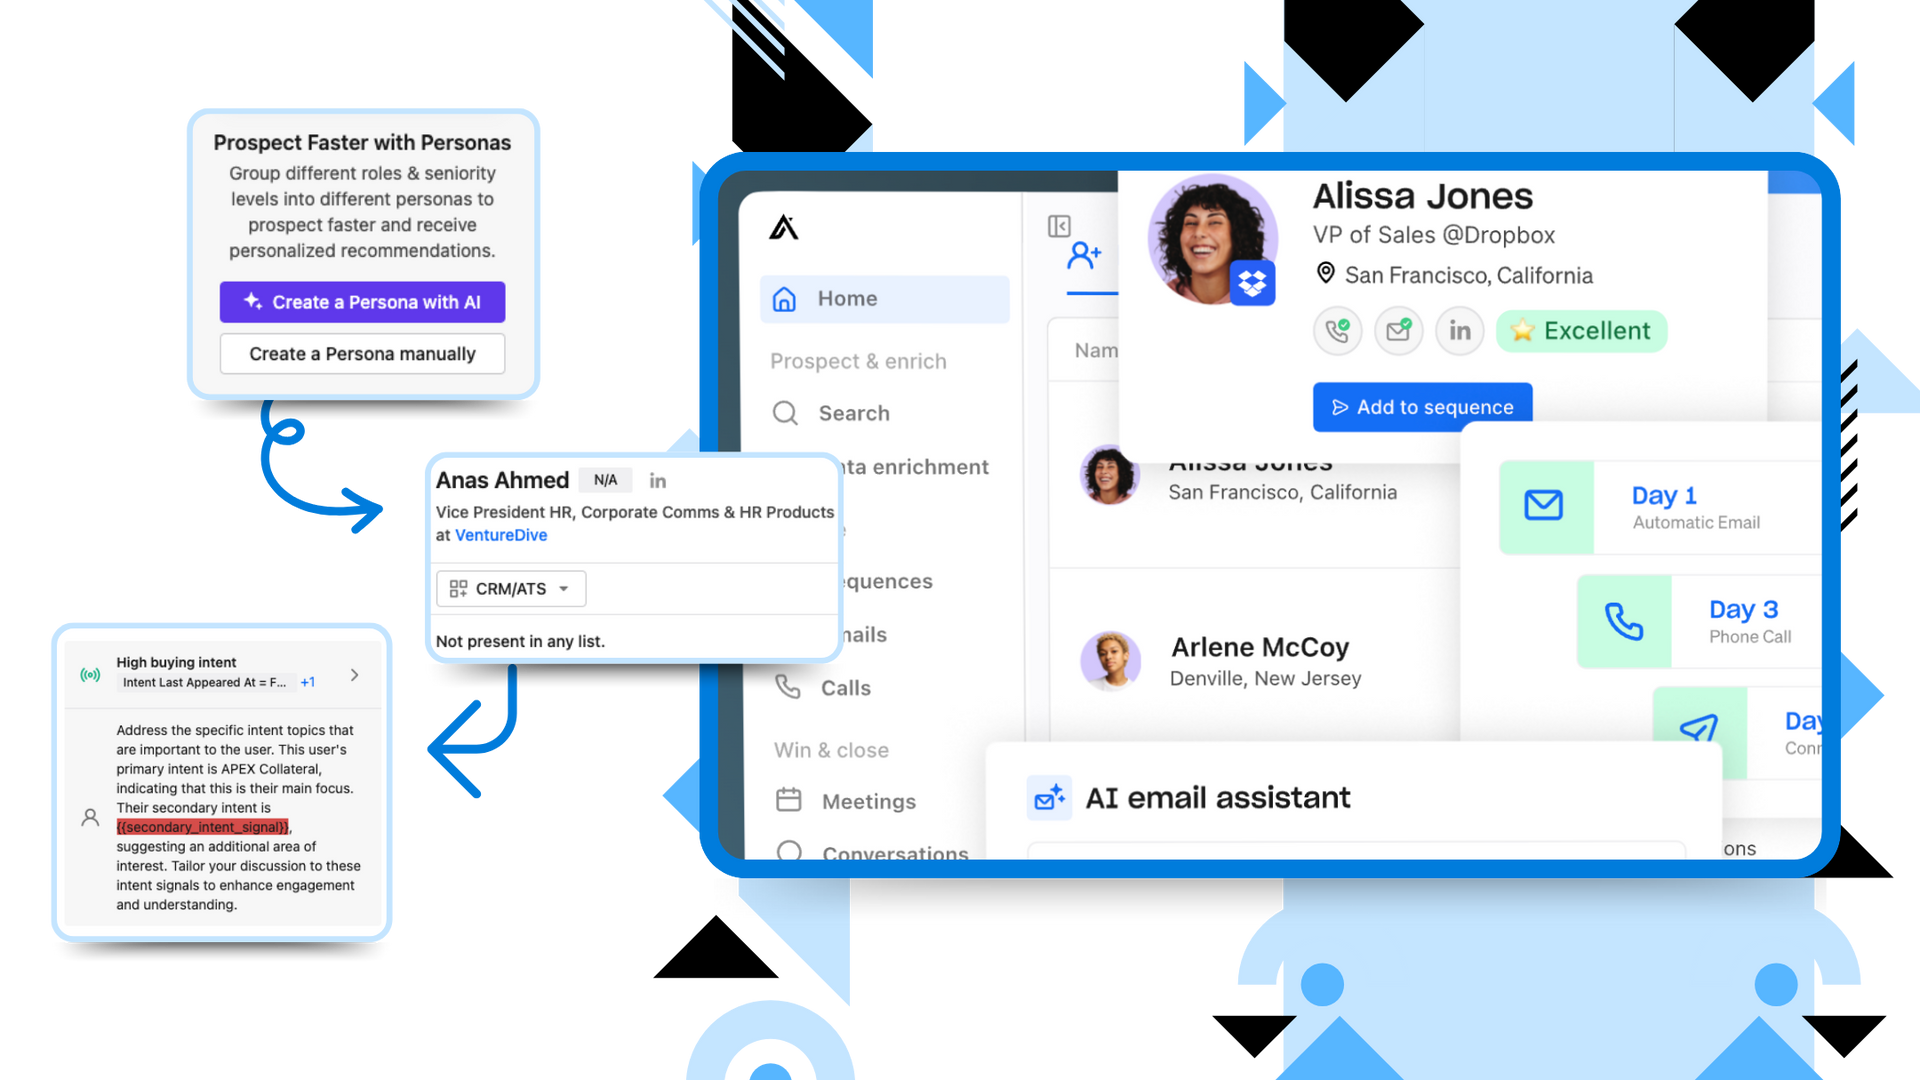 Prospect Faster with Personas
Group different roles & seniority
levels into different personas to
prospect faster and receive
personalized recommendations.
Create a Persona with AI
Create a Persona manually
Anas Ahmed N/A in
Vice President HR, Corporate Comms & HR Products
at VentureDive
CRM/ATS
Not present in any list.
High buying intent
Intent Last Appeared At = F... +1
Address the specific intent topics that
are important to the user. This user's
primary intent is APEX Collateral,
indicating that this is their main focus.
Their secondary intent is
{{secondary_intent_signal}},
suggesting an additional area of
interest. Tailor your discussion to these
intent signals to enhance engagement
and understanding.
Home
Prospect & enrich
Search
ta enrichment
quences
ails
Calls
Win & close
Meetings
Conversations
Nam
Alissa Jones
VP of Sales @Dropbox
San Francisco, California
in
Excellent
Add to sequence
Alissa Jones
San Francisco, California
Arlene McCoy
Denville, New Jersey
Day 1
Automatic Email
Day 3
Phone Call
Day
Conn
AI email assistant
ons